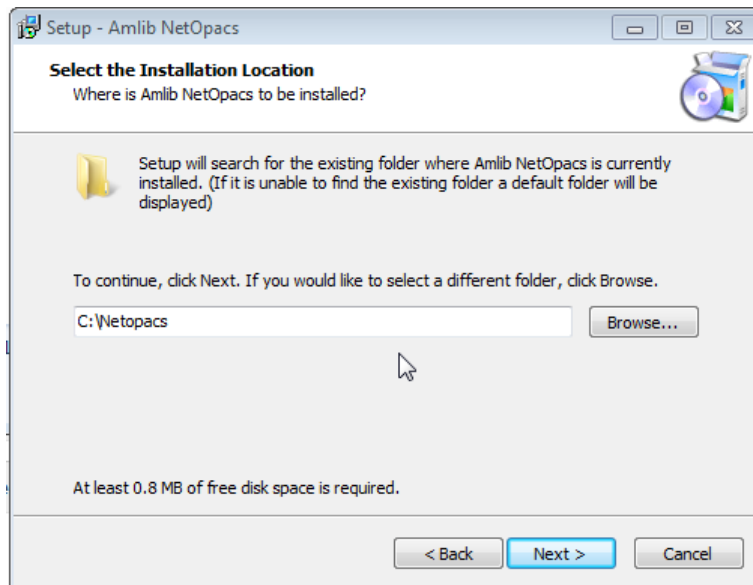 Setup - Amlib NetOpacs
Select the Installation Location
Where is Amlib NetOpacs to be installed?
Setup will search for the existing folder where Amlib NetOpacs is currently
installed. (If it is unable to find the existing folder a default folder will be
displayed)
To continue, click Next. If you would like to select a different folder, click Browse.
C:\Netopacs
Browse...
At least 0.8 MB of free disk space is required.
< Back
Next >
Cancel